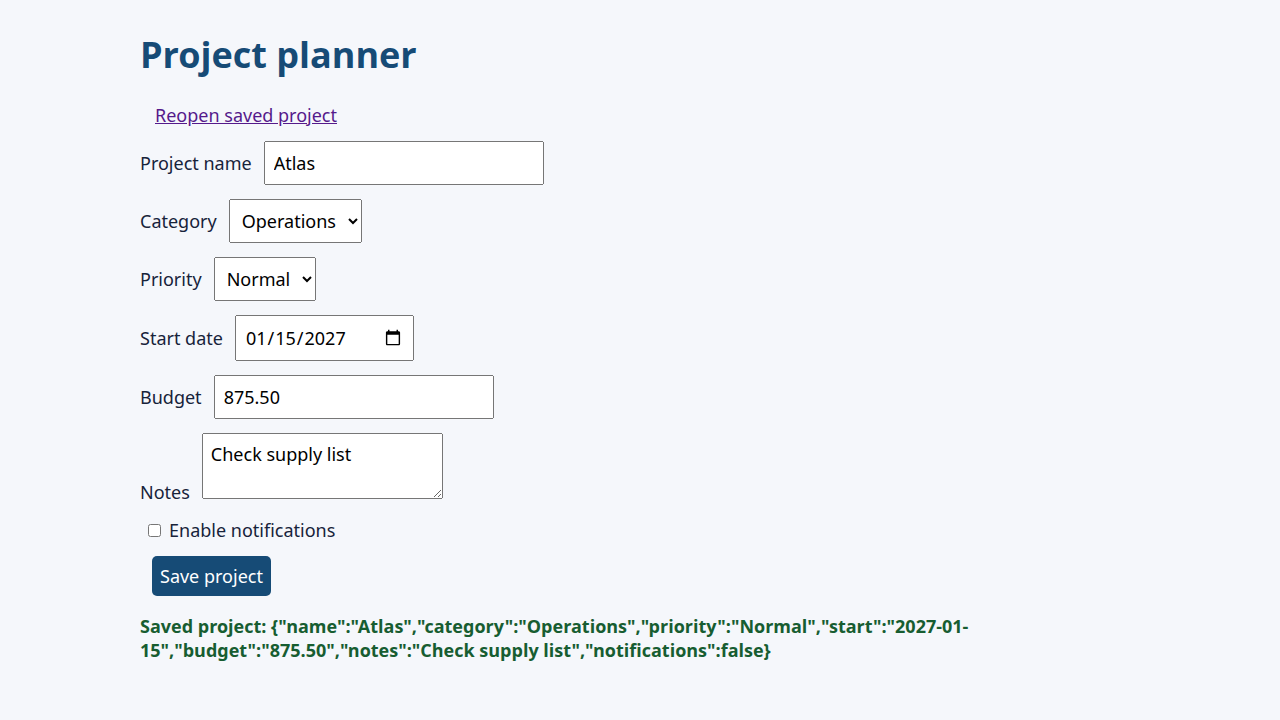 Project planner
Reopen saved project
Project name Atlas
Category Operations
Priority Normal
Start date 01/15/2027
Budget 875.50
Check supply list
Notes
Enable notifications
Save project
Saved project: {"name":"Atlas","category":"Operations","priority":"Normal","start":"2027-01-
15","budget":"875.50","notes":"Check supply list","notifications":false}